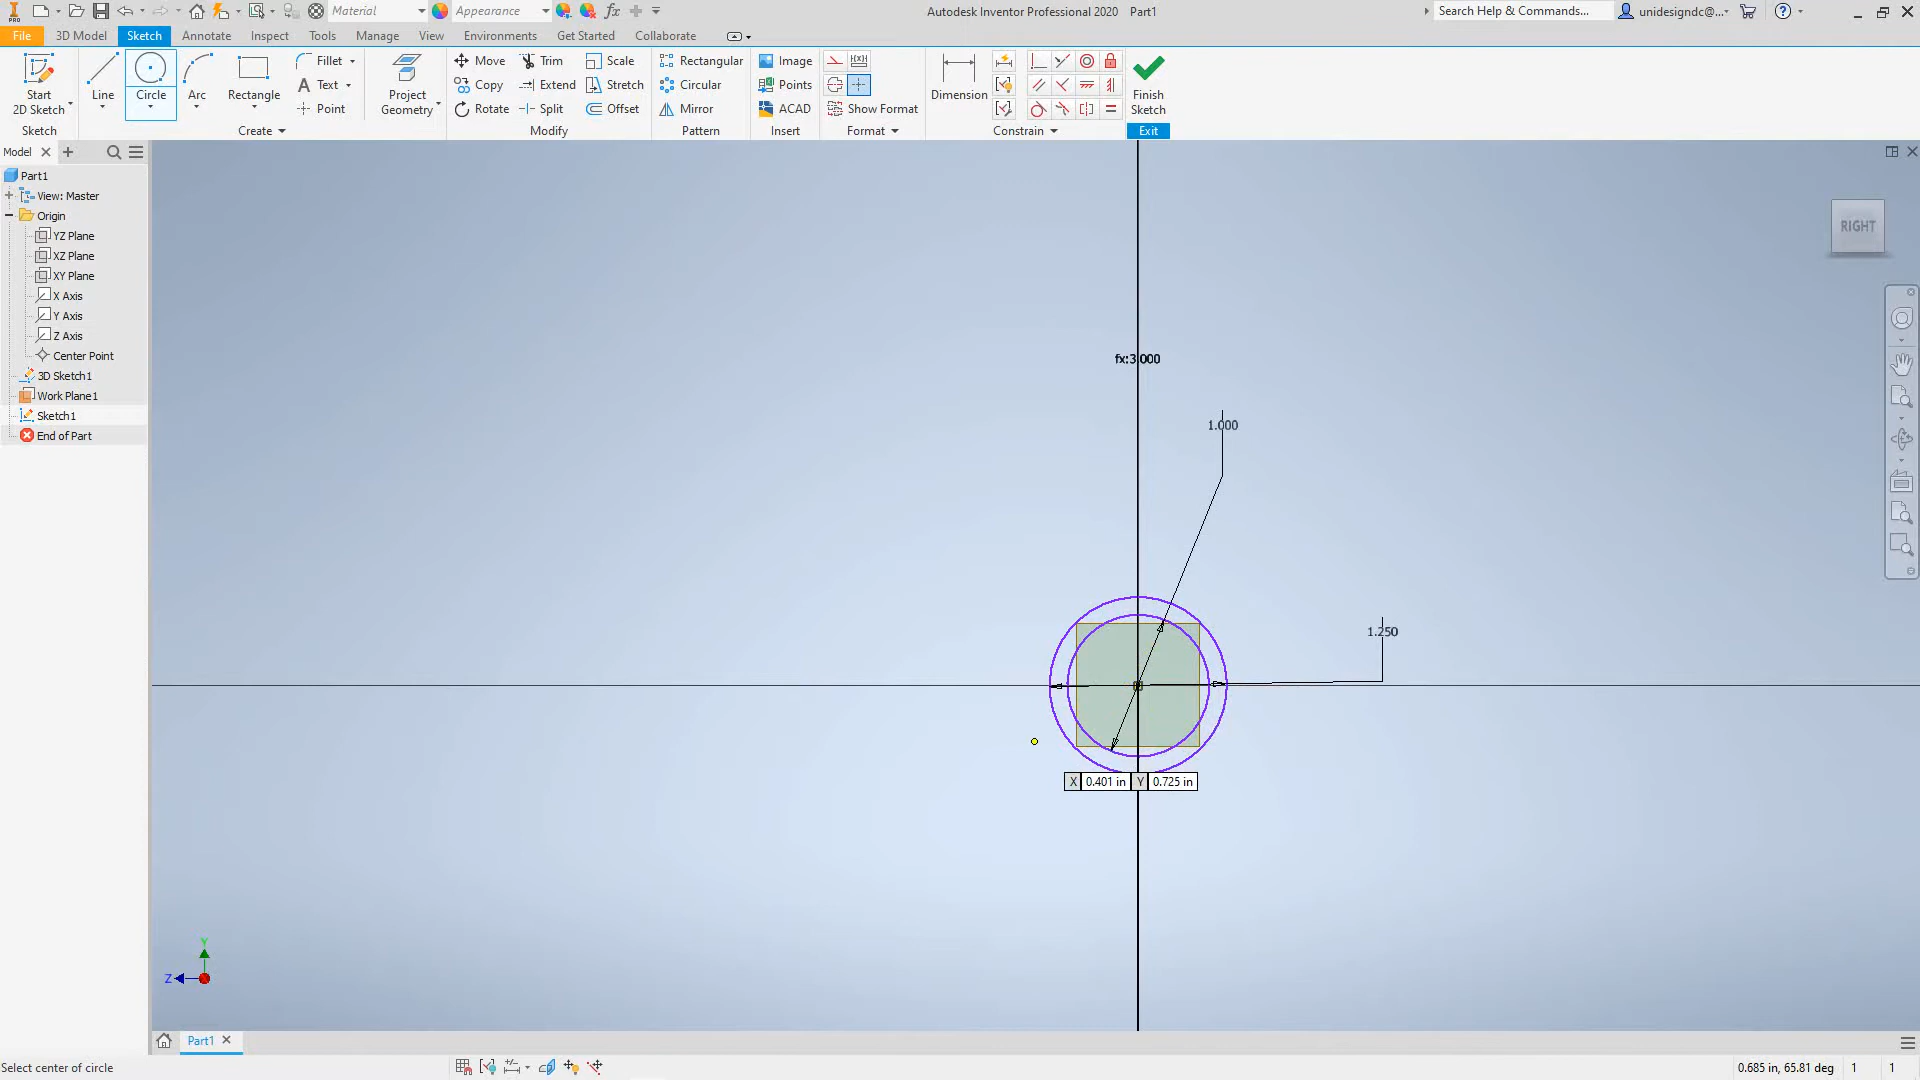 PRO
Material
Appearance
fx
Autodesk Inventor Professional 2020 Part1
Search Help & Commands...
unidesigndc@...
File
3D Model
Sketch
Annotate
Inspect
Tools
Manage
View
Environments
Get Started
Collaborate
Start
2D Sketch
Line
Circle
Arc
Rectangle
Fillet
Text
Point
Project
Geometry
Move
Copy
Rotate
Trim
Extend
Split
Scale
Stretch
Offset
Rectangular
Circular
Mirror
Image
Points
ACAD
Show Format
Dimension
Finish
Sketch
Sketch
Create
Modify
Pattern
Insert
Format
Constrain
Exit
Model
Part1
View: Master
Origin
YZ Plane
XZ Plane
XY Plane
X Axis
Y Axis
Z Axis
Center Point
3D Sketch1
Work Plane1
Sketch1
End of Part
RIGHT
fx:3.000
1.000
1.250
X 0.401 in Y 0.725 in
Y
Z
Part1
Select center of circle
0.685 in, 65.81 deg 1 1